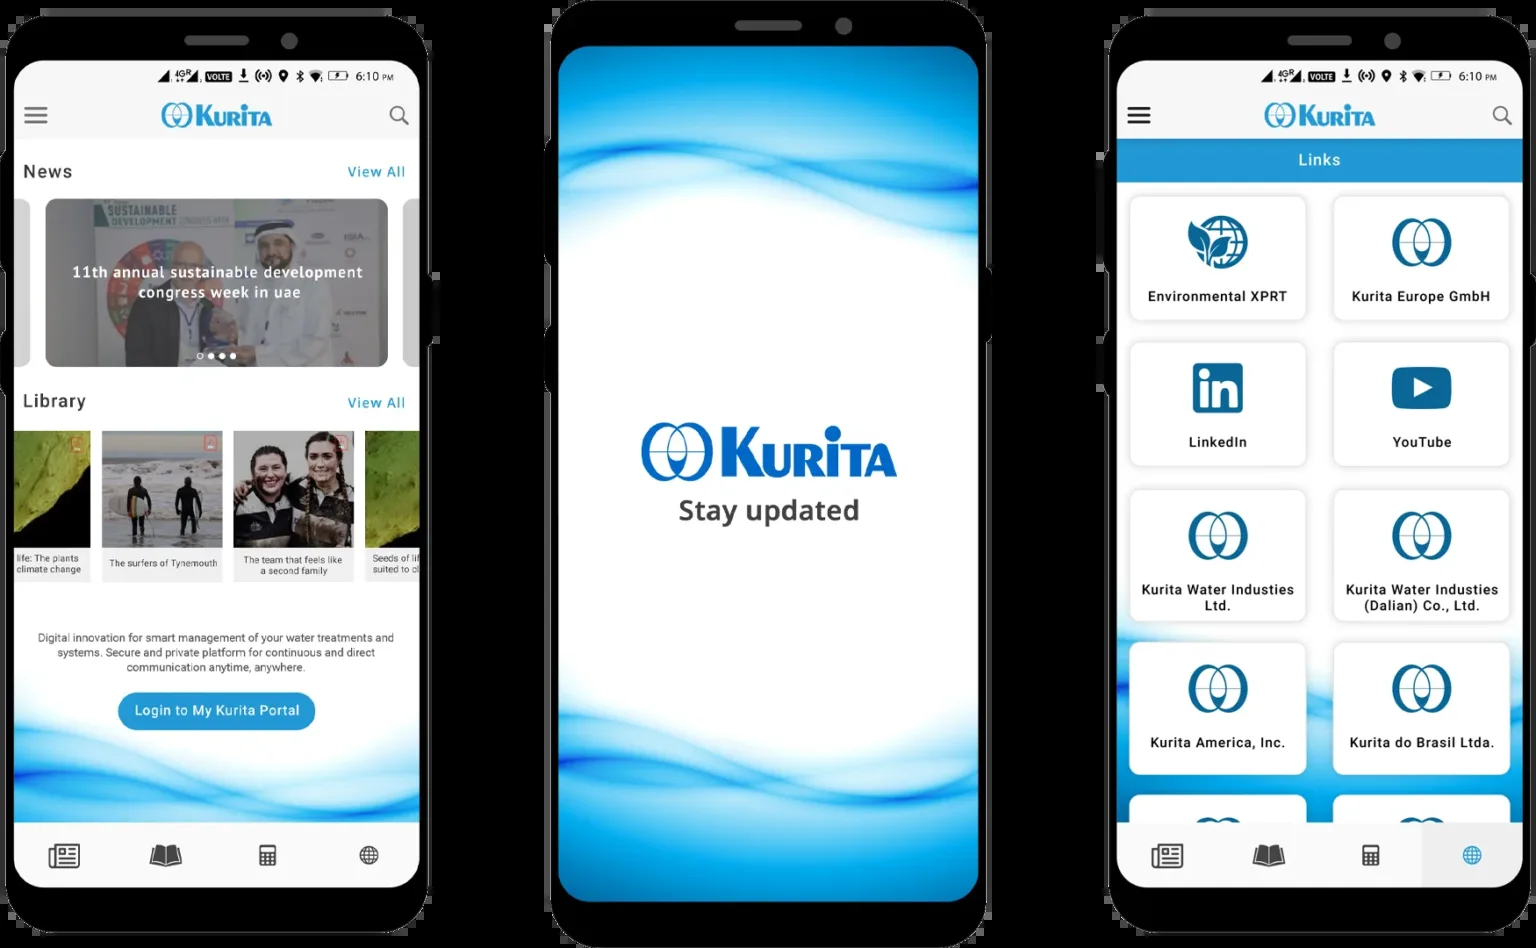 4GR VOLTE 6:10 PM
KURITA
News
View All
SUSTAINABLE
DEVELOPMENT
11th annual sustainable development
congress week in uae
Library
View All
life: The plants
climate change
The surfers of Tynemouth
The team that feels like
a second family
Seeds of lif
suited to cl
Digital innovation for smart management of your water treatments and
systems. Secure and private platform for continuous and direct
communication anytime, anywhere.
Login to My Kurita Portal
KURITA
Stay updated
4GR VOLTE 6:10 PM
KURITA
Links
Environmental XPRT
Kurita Europe GmbH
in
LinkedIn
YouTube
Kurita Water Industies
Ltd.
Kurita Water Industies
(Dalian) Co., Ltd.
Kurita America, Inc.
Kurita do Brasil Ltda.